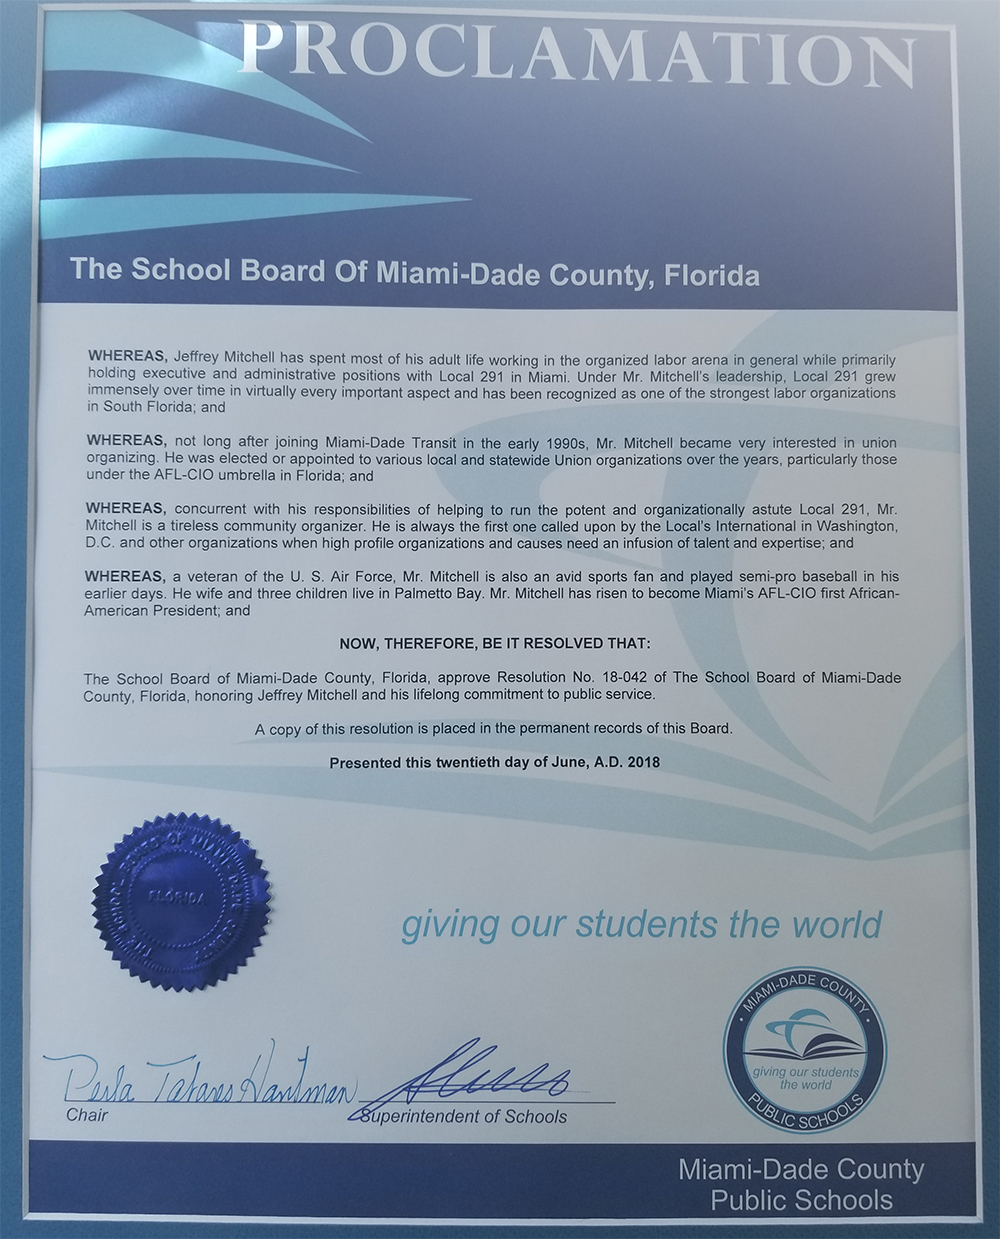 PROCLAMATION
The School Board Of Miami-Dade County, Florida
WHEREAS, Jeffrey Mitchell has spent most of his adult life working in the organized labor arena in general while primarily
holding executive and administrative positions with Local 291 in Miami. Under Mr. Mitchell's leadership, Local 291 grew
immensely over time in virtually every important aspect and has been recognized as one of the strongest labor organizations
in South Florida; and
WHEREAS, not long after joining Miami-Dade Transit in the early 1990s, Mr. Mitchell became very interested in union
organizing. He was elected or appointed to various local and statewide Union organizations over the years, particularly those
under the AFL-CIO umbrella in Florida; and
WHEREAS, concurrent with his responsibilities of helping to run the potent and organizationally astute Local 291, Mr.
Mitchell is a tireless community organizer. He is always the first one called upon by the Local's International in Washington,
D.C. and other organizations when high profile organizations and causes need an infusion of talent and expertise; and
WHEREAS, a veteran of the U. S. Air Force, Mr. Mitchell is also an avid sports fan and played semi-pro baseball in his
earlier days. He wife and three children live in Palmetto Bay. Mr. Mitchell has risen to become Miami's AFL-CIO first African-
American President; and
NOW, THEREFORE, BE IT RESOLVED THAT:
The School Board of Miami-Dade County, Florida, approve Resolution No. 18-042 of The School Board of Miami-Dade
County, Florida, honoring Jeffrey Mitchell and his lifelong commitment to public service.
A copy of this resolution is placed in the permanent records of this Board.
Presented this twentieth day of June, A.D. 2018
THE SCHOOL BOARD OF MIAMI-DADE COUNTY
FLORIDA
giving our students the world
MIAMI-DADE COUNTY
giving our students
the world
PUBLIC SCHOOLS
Perla Tabares Hantman
Chair
Superintendent of Schools
Miami-Dade County
Public Schools